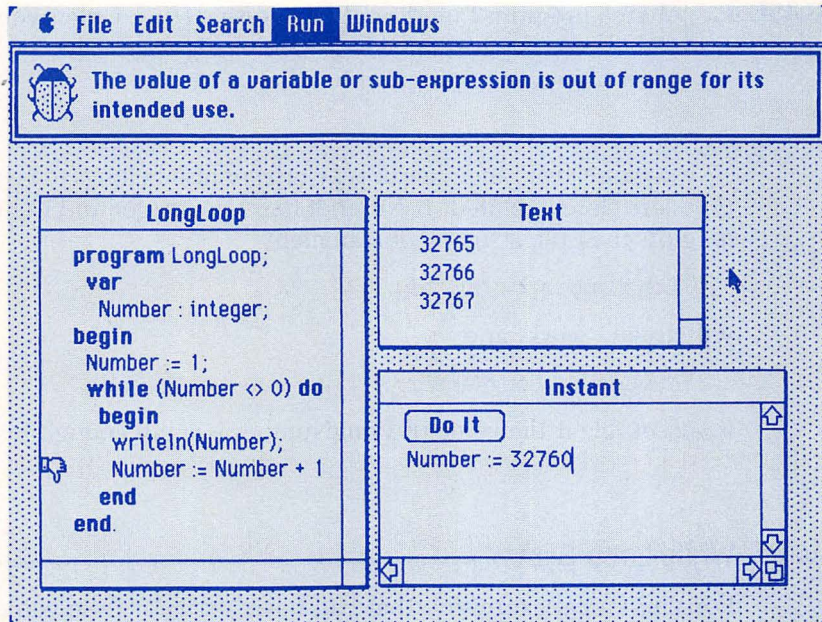 File Edit Search Run Windows
The value of a variable or sub-expression is out of range for its
intended use.
LongLoop
program LongLoop;
var
Number : integer;
begin
Number := 1;
while (Number <> 0) do
begin
writeln(Number);
Number := Number + 1
end
end.
Text
32765
32766
32767
Instant
Do It
Number := 32760